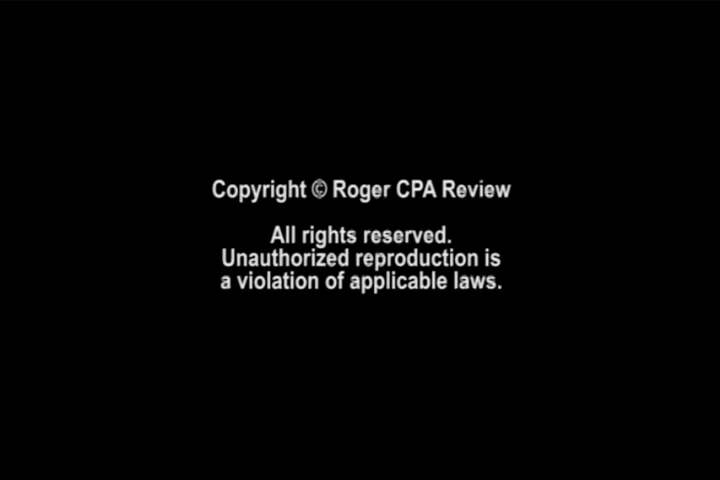 Copyright © Roger CPA Review
All rights reserved.
Unauthorized reproduction is
a violation of applicable laws.